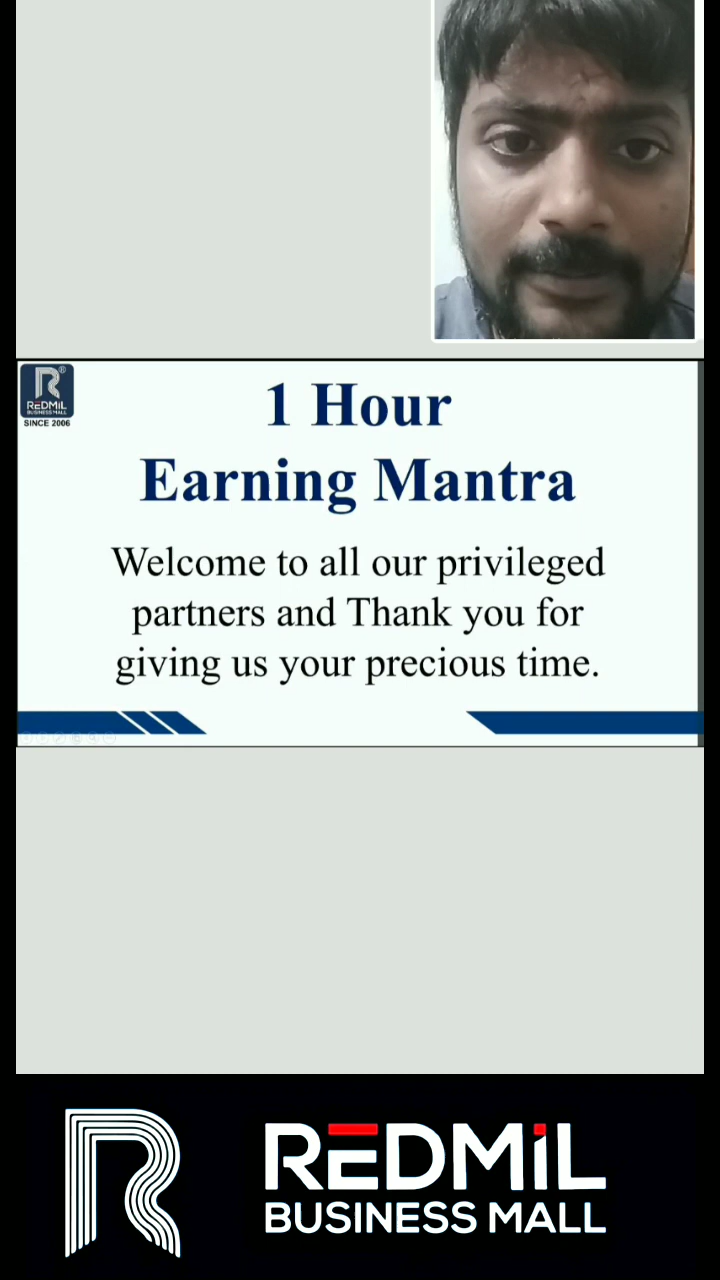 R®
REDMiL
BUSINESS MALL
SINCE 2006
1 Hour
Earning Mantra
Welcome to all our privileged
partners and Thank you for
giving us your precious time.
R
REDMiL
BUSINESS MALL